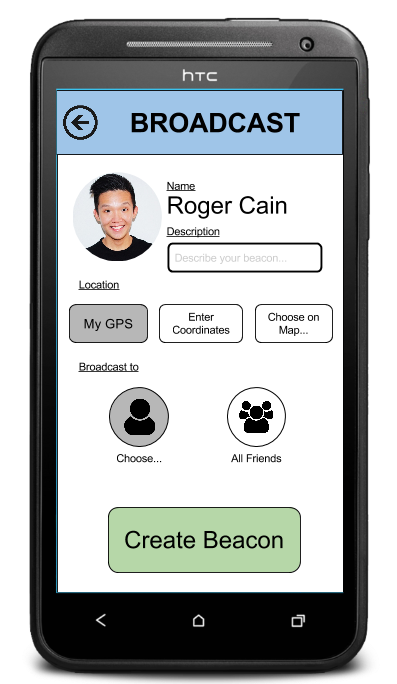 hTC
BROADCAST
Name
Roger Cain
Description
Describe your beacon...
Location
My GPS
Enter
Coordinates
Choose on
Map...
Broadcast to
Choose...
All Friends
Create Beacon